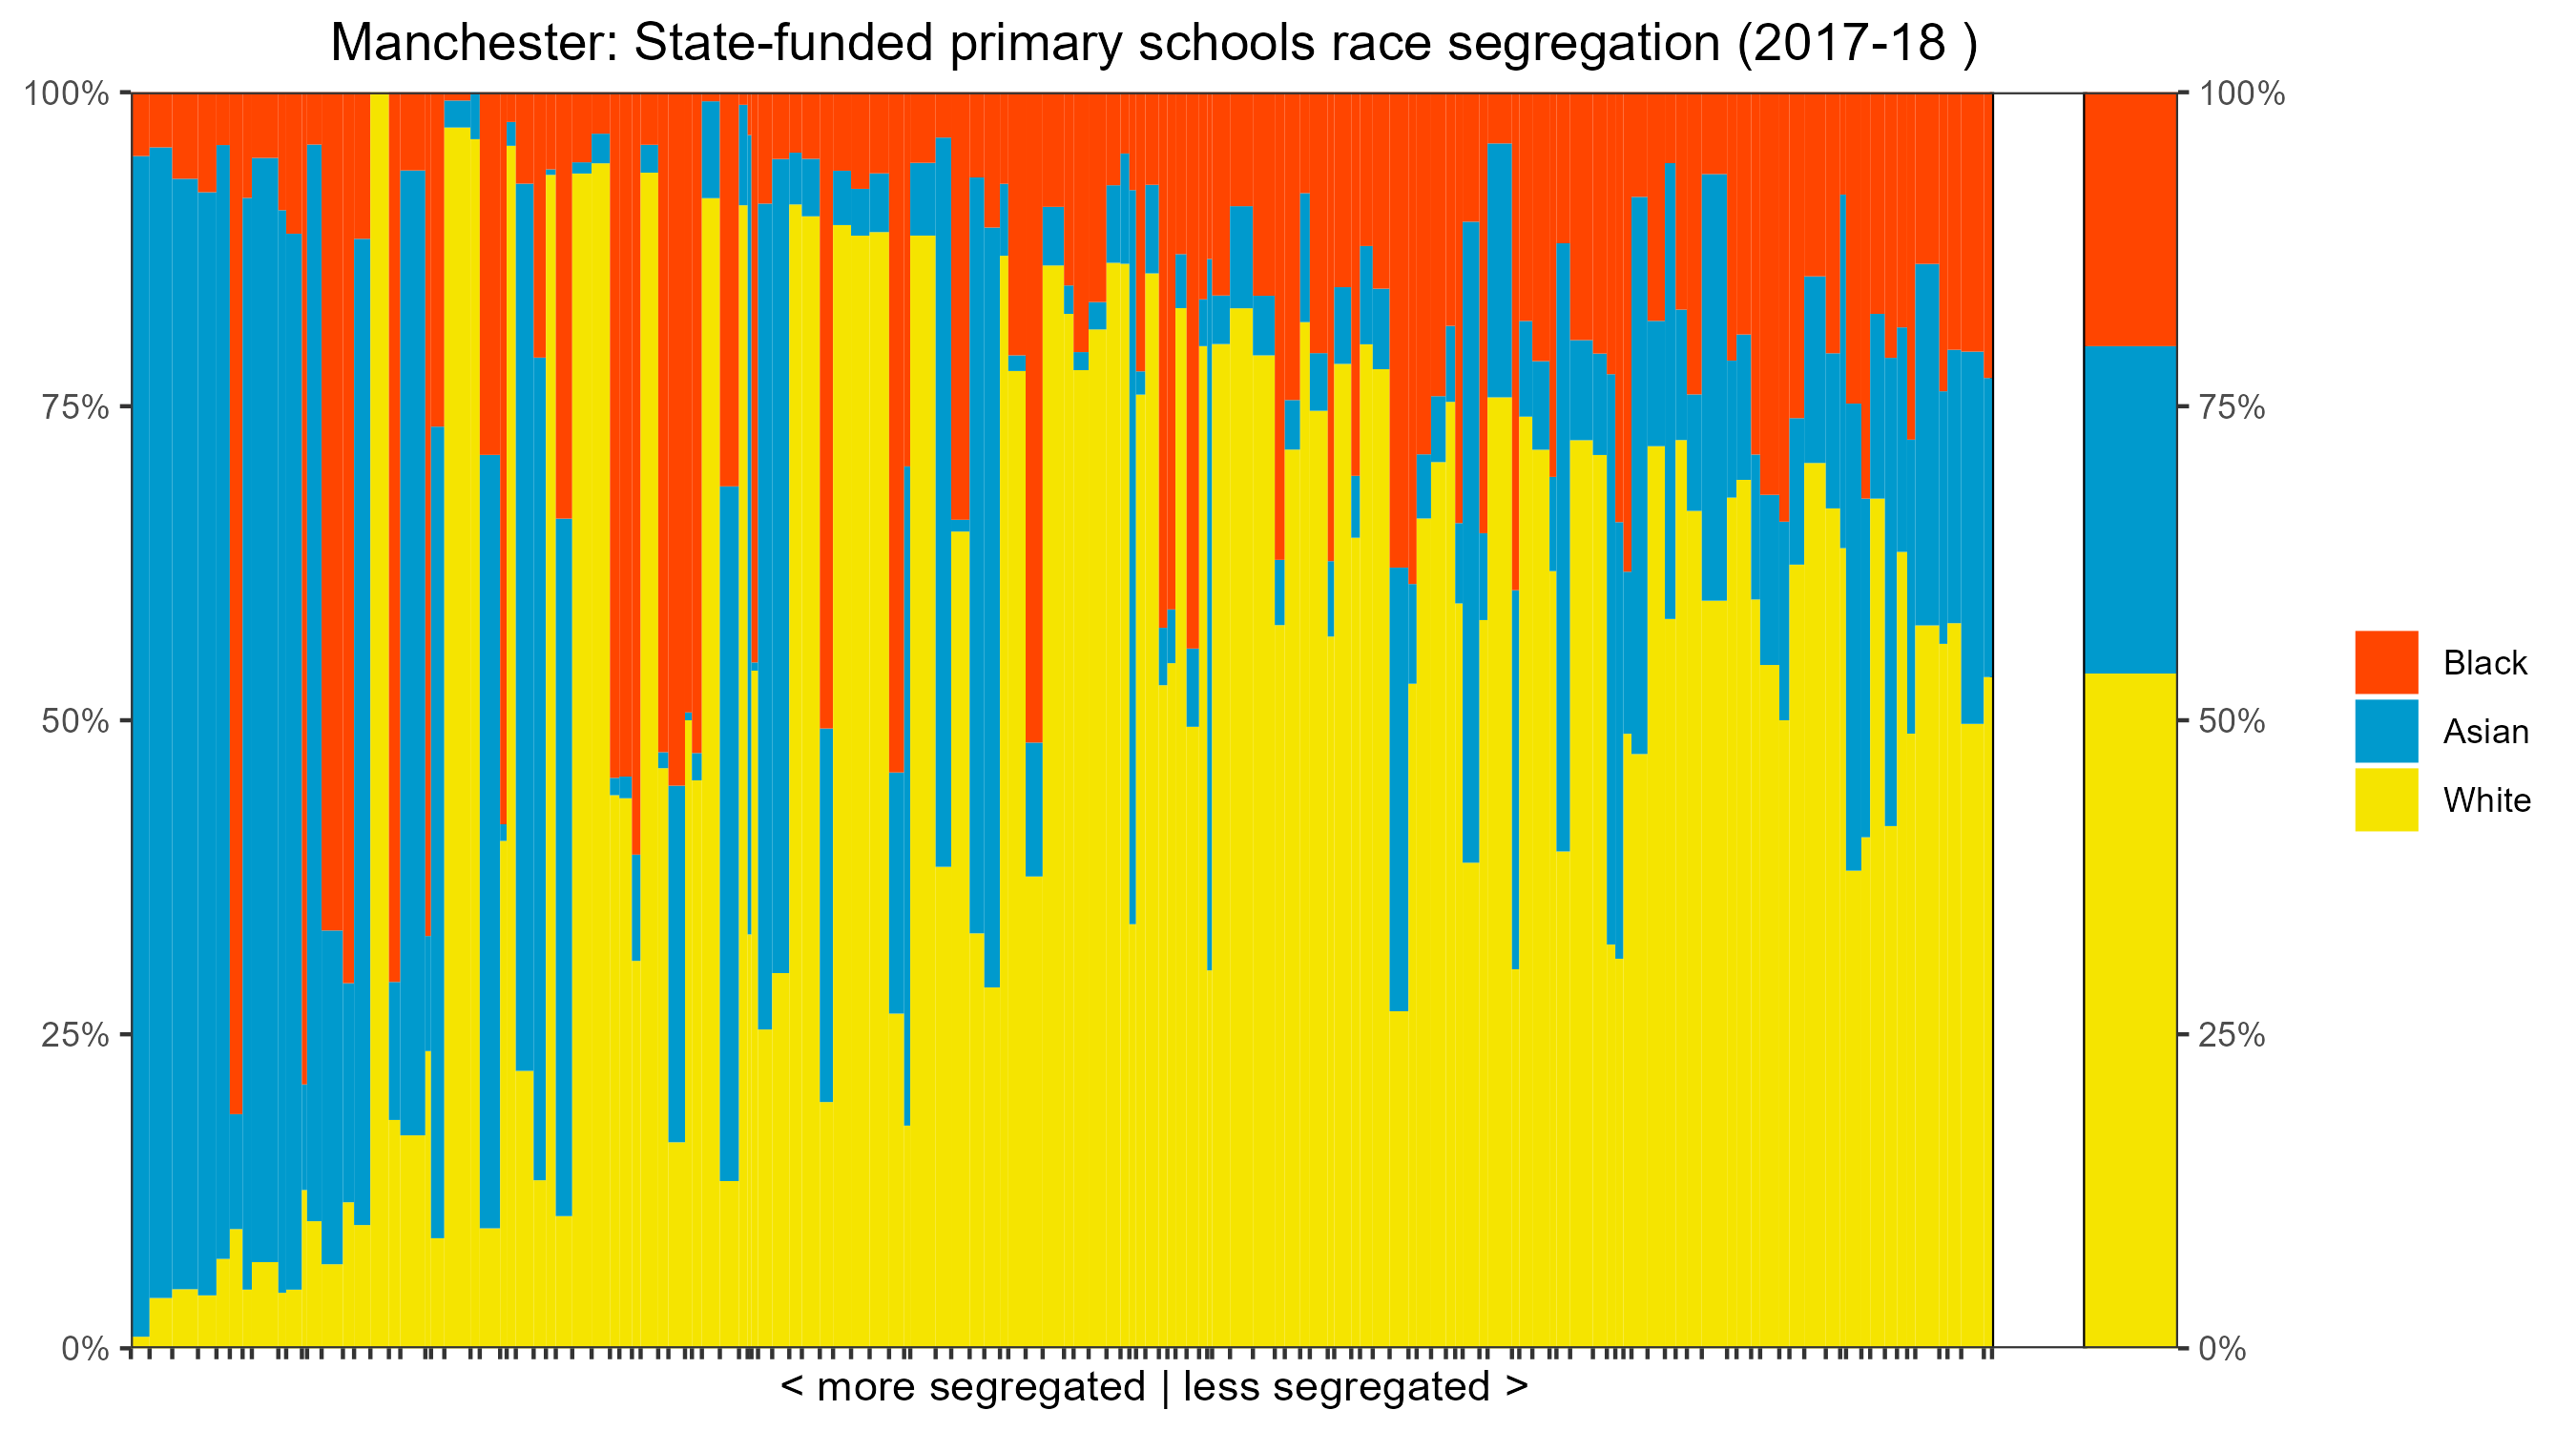 Manchester: State-funded primary schools race segregation (2017-18 )
100%
75%
50%
25%
0%
100%
75%
50%
25%
0%
Black
Asian
White
< more segregated | less segregated >